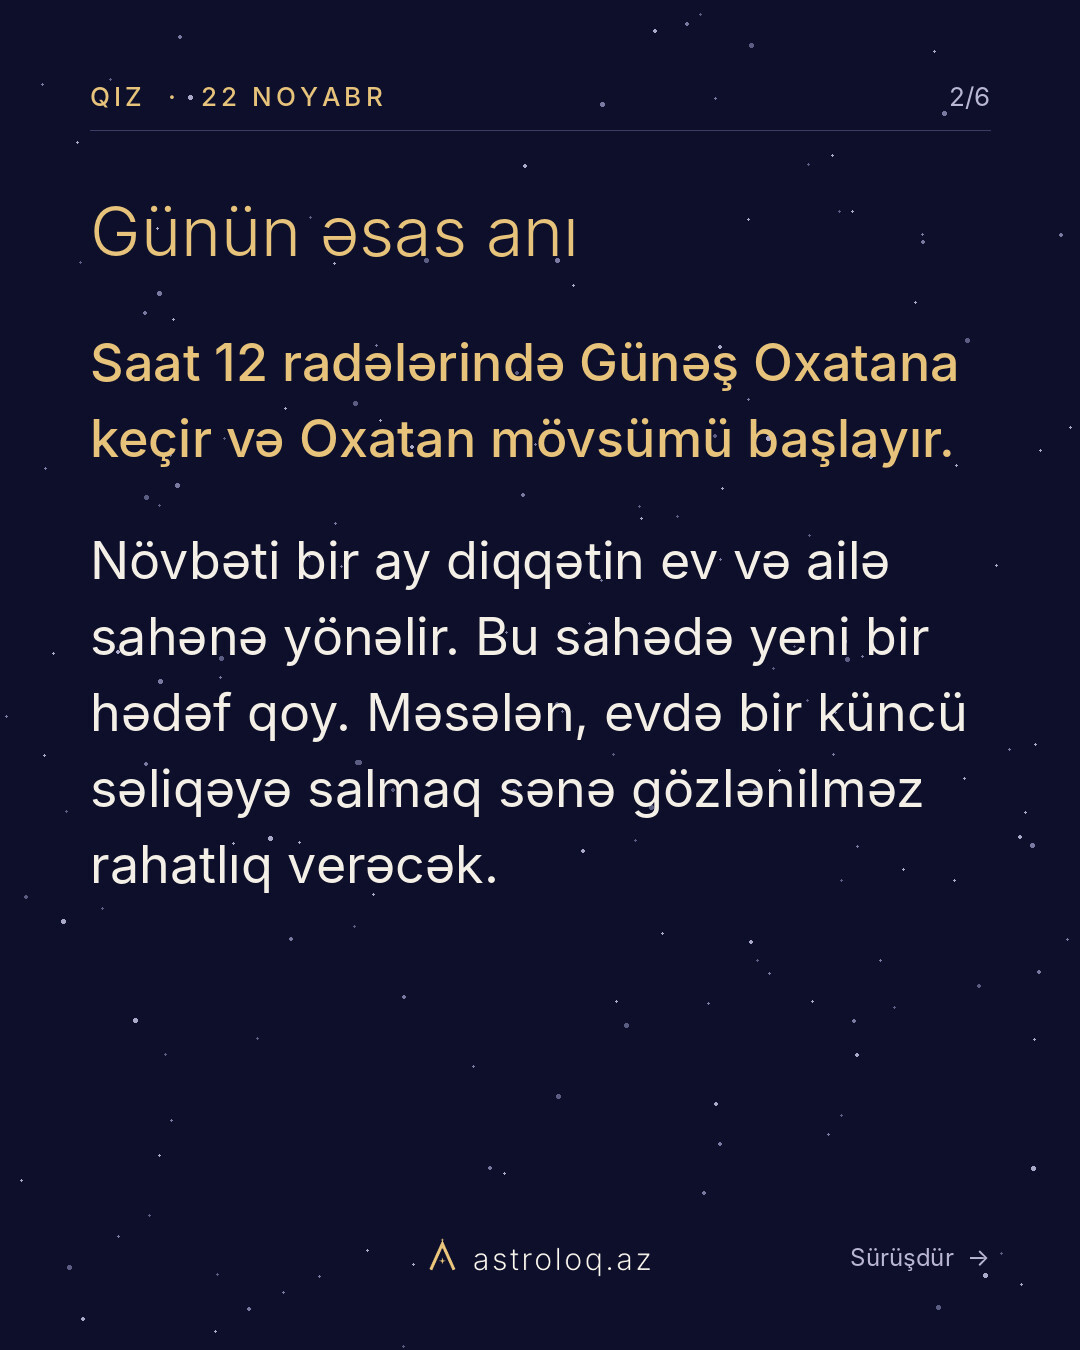 QIZ · 22 NOYABR
2/6
Günün əsas anı
Saat 12 radələrində Günəş Oxatana
keçir və Oxatan mövsümü başlayır.
Növbəti bir ay diqqətin ev və ailə
sahənə yönəlir. Bu sahədə yeni bir
hədəf qoy. Məsələn, evdə bir küncü
səliqəyə salmaq sənə gözlənilməz
rahatlıq verəcək.
astroloq.az
Sürüşdür →